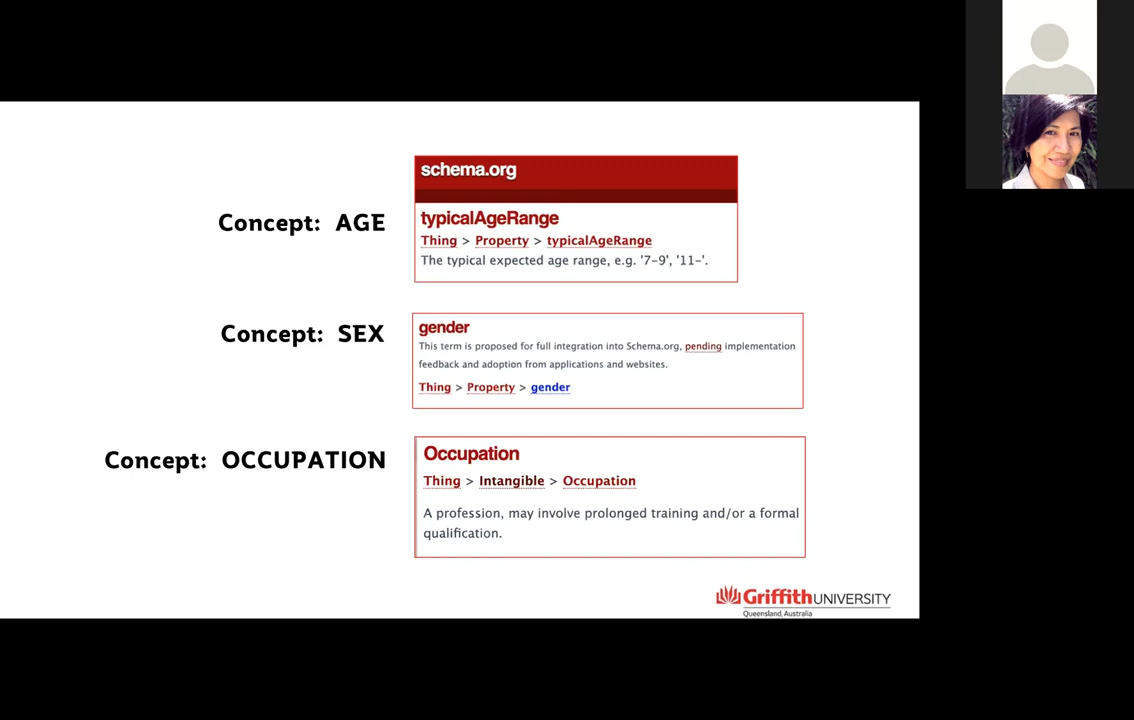 schema.org
Concept: AGE
typicalAgeRange
Thing > Property > typicalAgeRange
The typical expected age range, e.g. '7-9', '11-'.
Concept: SEX
gender
This term is proposed for full integration into Schema.org, pending implementation
feedback and adoption from applications and websites.
Thing > Property > gender
Concept: OCCUPATION
Occupation
Thing > Intangible > Occupation
A profession, may involve prolonged training and/or a formal
qualification.
Griffith UNIVERSITY
Queensland, Australia